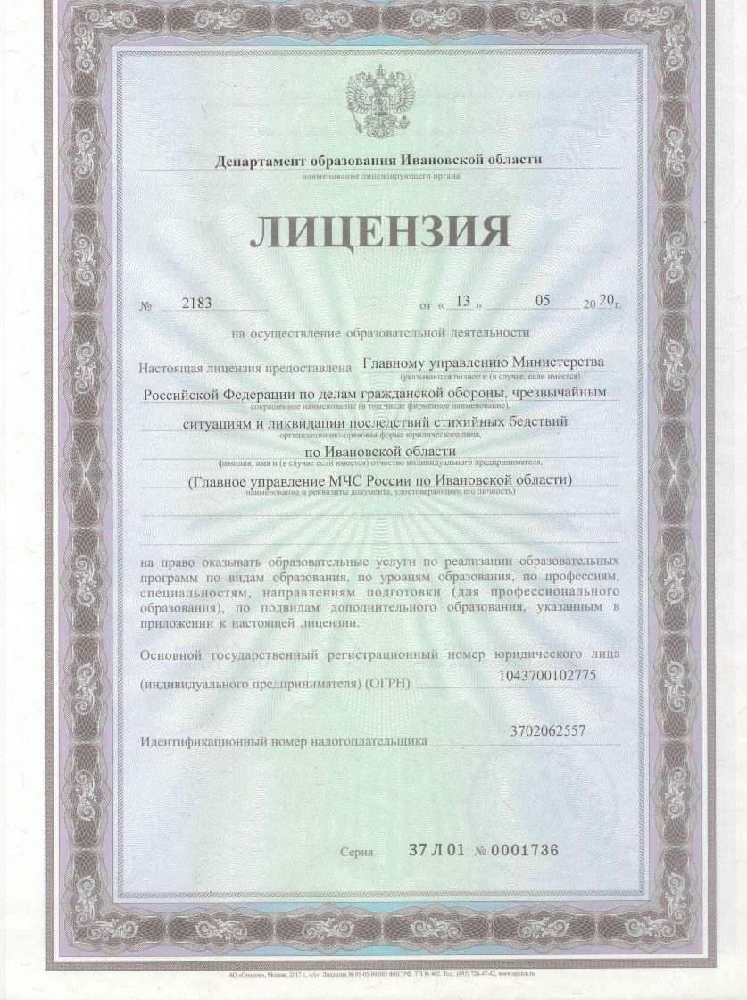 Департамент образования Ивановской области
наименование лицензирующего органа
ЛИЦЕНЗИЯ
№ 2183 от « 13 » 05 20 20 г.
на осуществление образовательной деятельности
Настоящая лицензия предоставлена Главному управлению Министерства
(указываются полное и (в случае, если имеется)
Российской Федерации по делам гражданской обороны, чрезвычайным
сокращенное наименование (в том числе фирменное наименование),
ситуациям и ликвидации последствий стихийных бедствий
организационно-правовая форма юридического лица,
по Ивановской области
фамилия, имя и (в случае если имеется) отчество индивидуального предпринимателя,
(Главное управление МЧС России по Ивановской области)
наименование и реквизиты документа, удостоверяющего его личность)
на право оказывать образовательные услуги по реализации образовательных
программ по видам образования, по уровням образования, по профессиям,
специальностям, направлениям подготовки (для профессионального
образования), по подвидам дополнительного образования, указанным в
приложении к настоящей лицензии.
Основной государственный регистрационный номер юридического лица
(индивидуального предпринимателя) (ОГРН) 1043700102775
Идентификационный номер налогоплательщика 3702062557
Серия 37 Л 01 № 0001736
АО «Опцион», Москва, 2017 г., «А». Лицензия № 05-05-09/003 ФНС РФ. ТЗ № 402. Тел.: (495) 726-47-42, www.opcion.ru